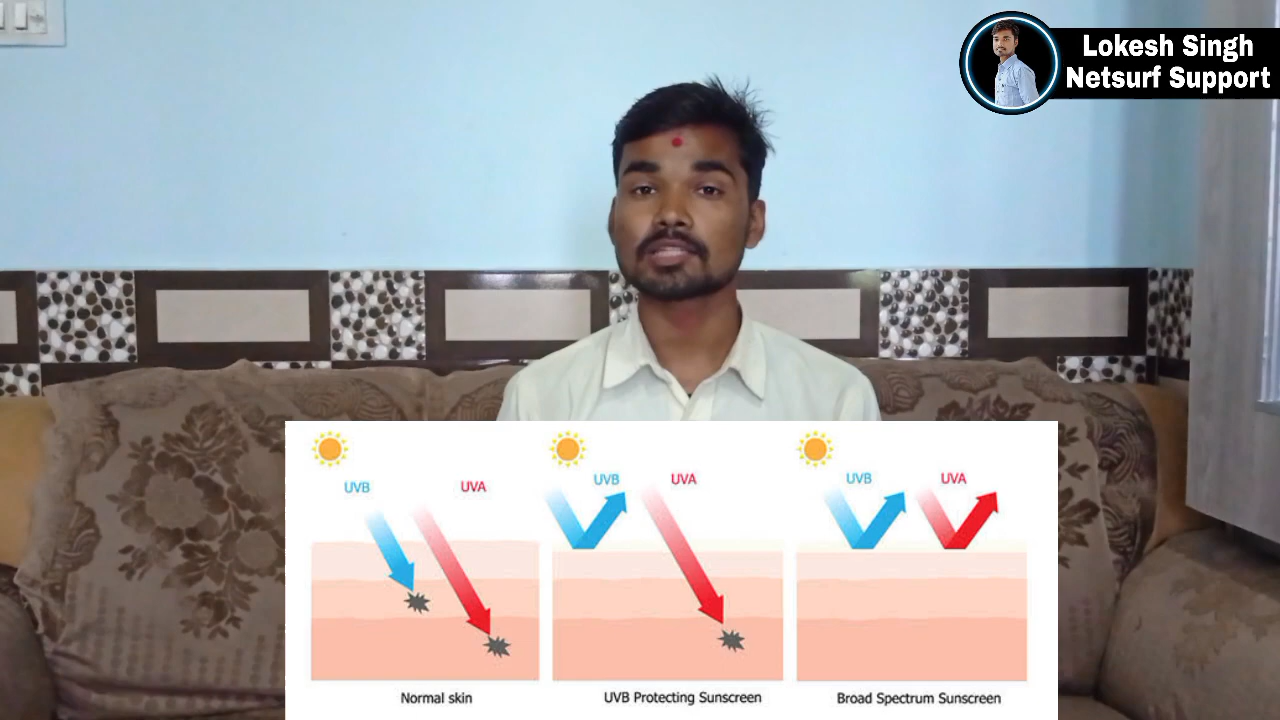 Lokesh Singh
Netsurf Support
UVB UVA
UVB UVA
UVB UVA
Normal skin
UVB Protecting Sunscreen
Broad Spectrum Sunscreen